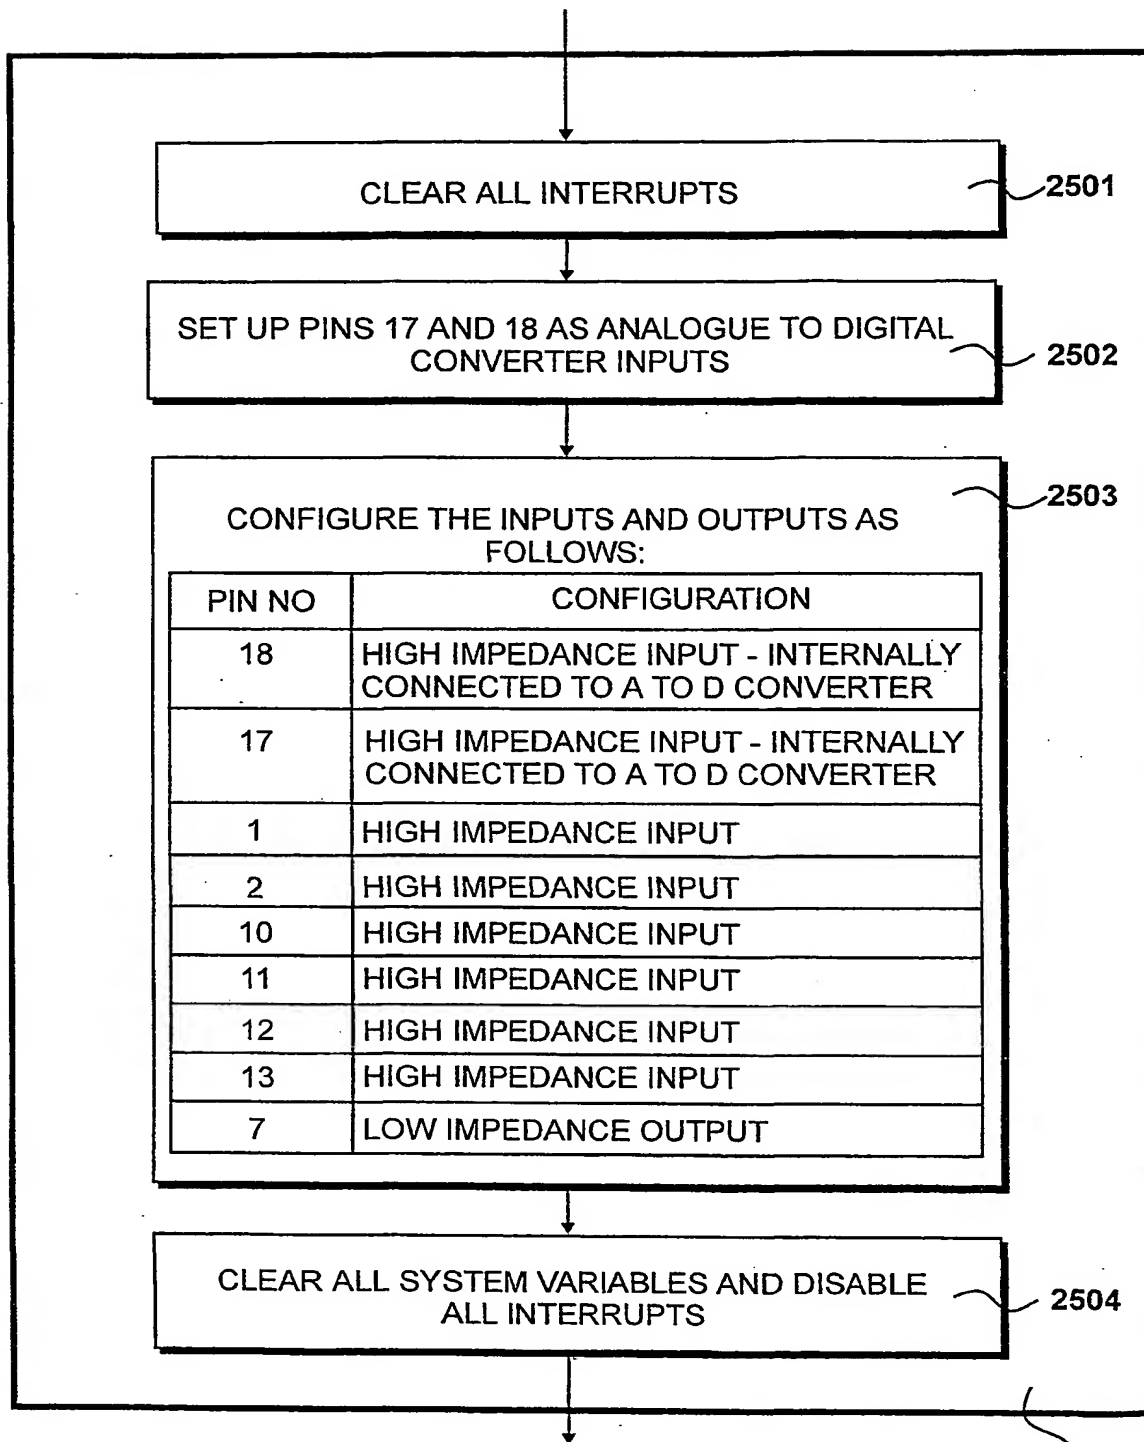 CLEAR ALL INTERRUPTS
2501
SET UP PINS 17 AND 18 AS ANALOGUE TO DIGITAL
CONVERTER INPUTS
2502
2503
CONFIGURE THE INPUTS AND OUTPUTS AS
FOLLOWS:
PIN NO CONFIGURATION
18 HIGH IMPEDANCE INPUT - INTERNALLY
CONNECTED TO A TO D CONVERTER
17 HIGH IMPEDANCE INPUT - INTERNALLY
CONNECTED TO A TO D CONVERTER
1 HIGH IMPEDANCE INPUT
2 HIGH IMPEDANCE INPUT
10 HIGH IMPEDANCE INPUT
11 HIGH IMPEDANCE INPUT
12 HIGH IMPEDANCE INPUT
13 HIGH IMPEDANCE INPUT
7 LOW IMPEDANCE OUTPUT
CLEAR ALL SYSTEM VARIABLES AND DISABLE
ALL INTERRUPTS
2504